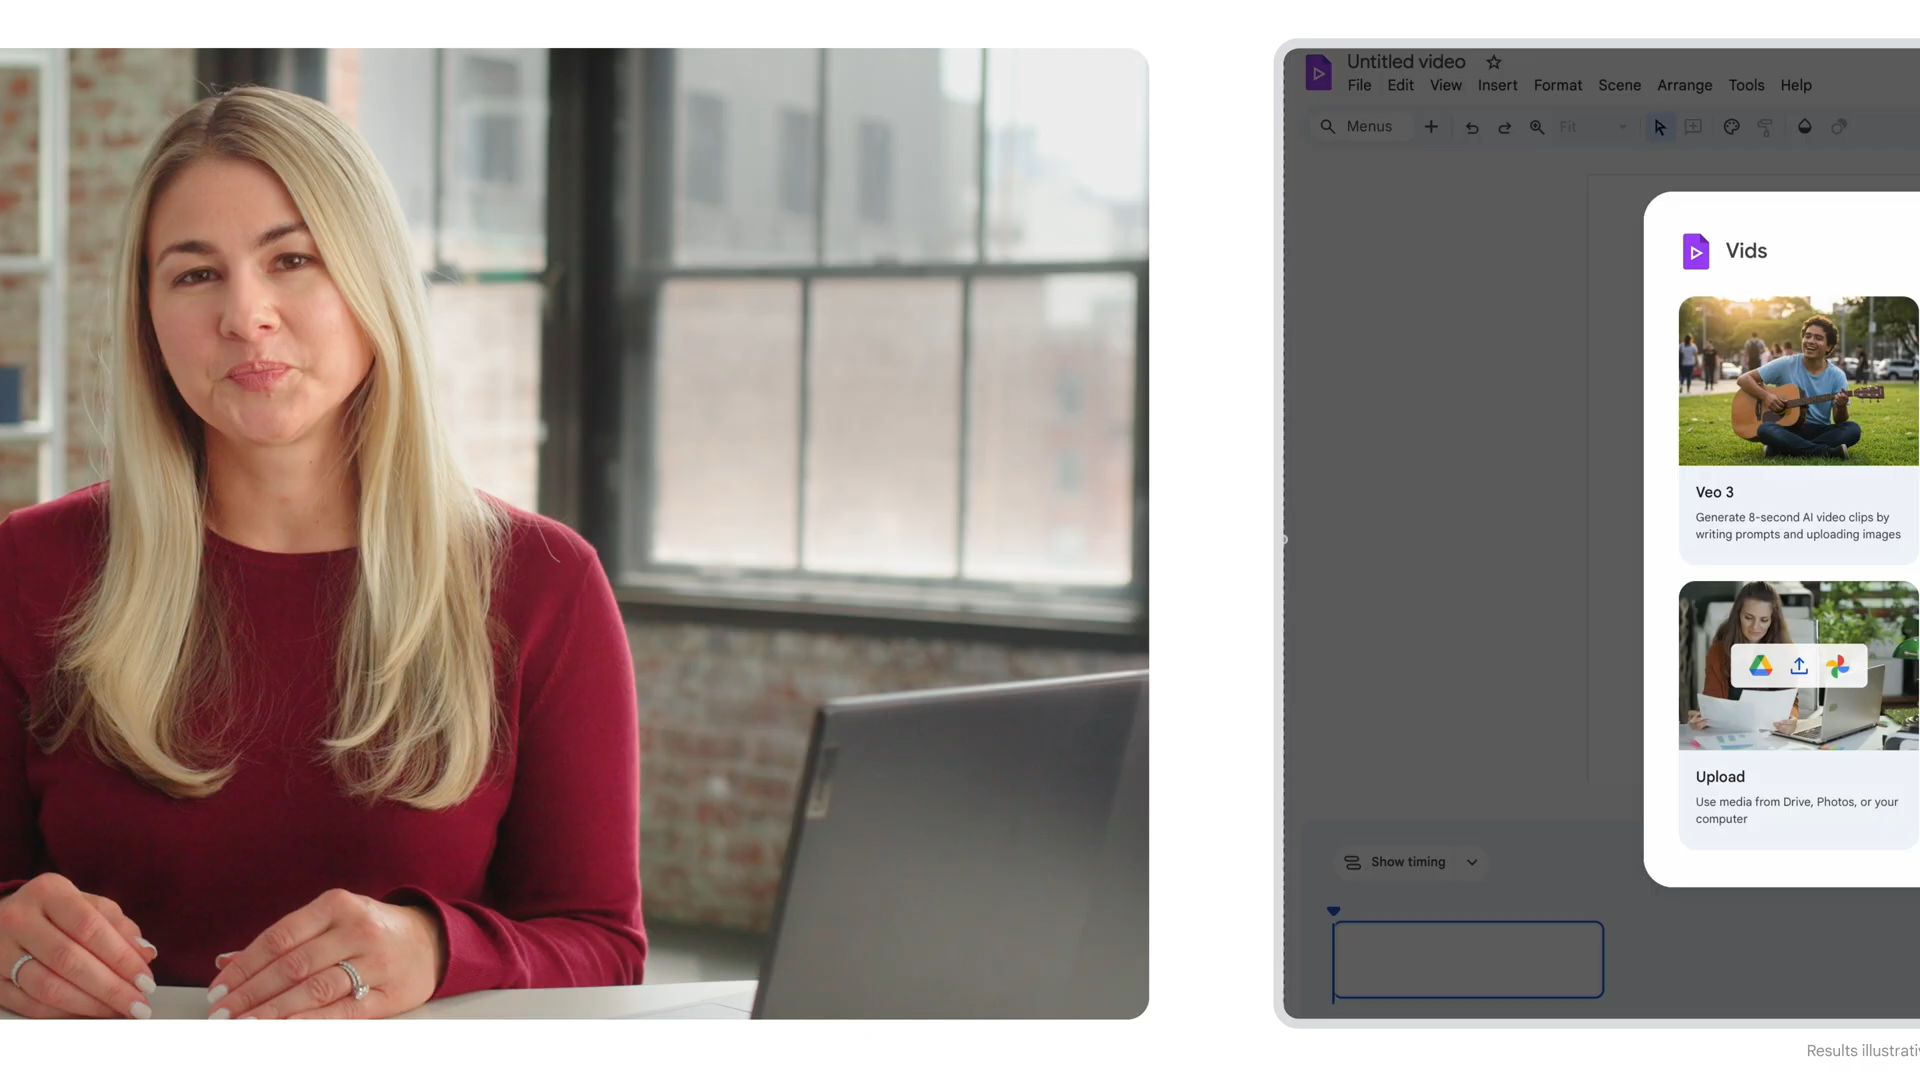 Untitled video
File Edit View Insert Format Scene Arrange Tools Help
Menus
Fit
Vids
Veo 3
Generate 8-second AI video clips by
writing prompts and uploading images
Upload
Use media from Drive, Photos, or your
computer
Show timing
Results